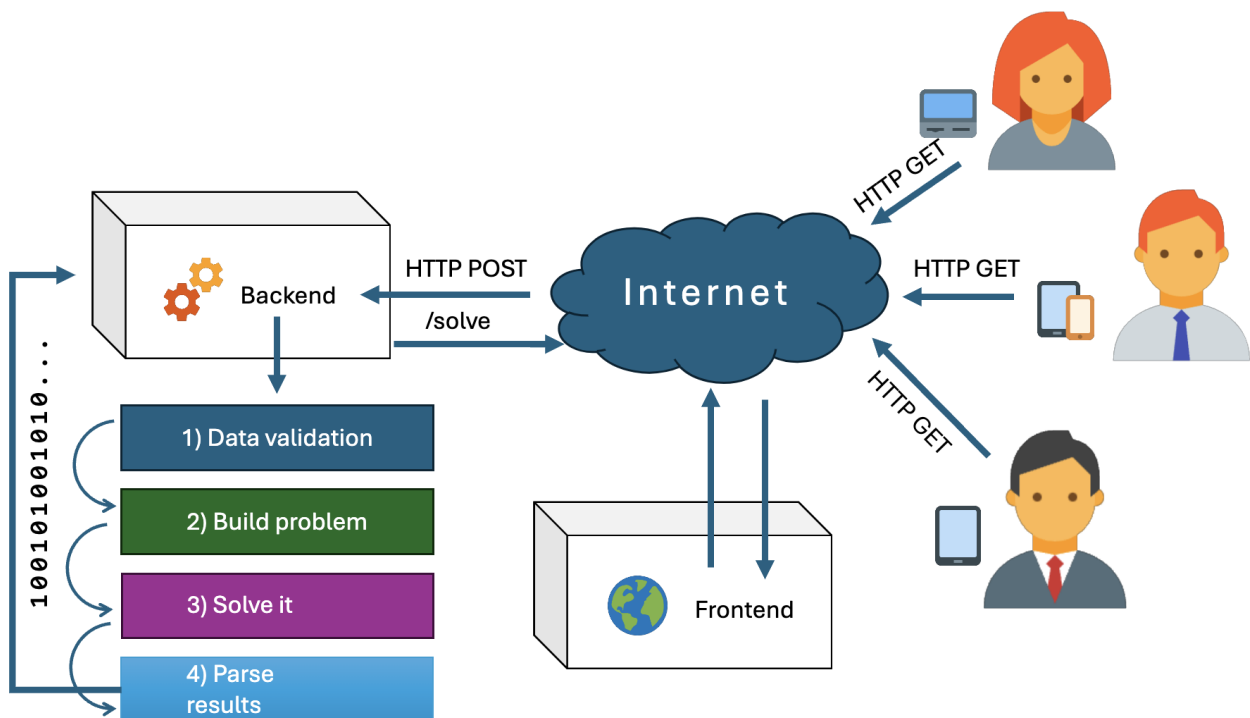 HTTP GET
HTTP GET
HTTP GET
Internet
HTTP POST
/solve
Backend
1) Data validation
2) Build problem
3) Solve it
4) Parse
results
100101001010...
Frontend